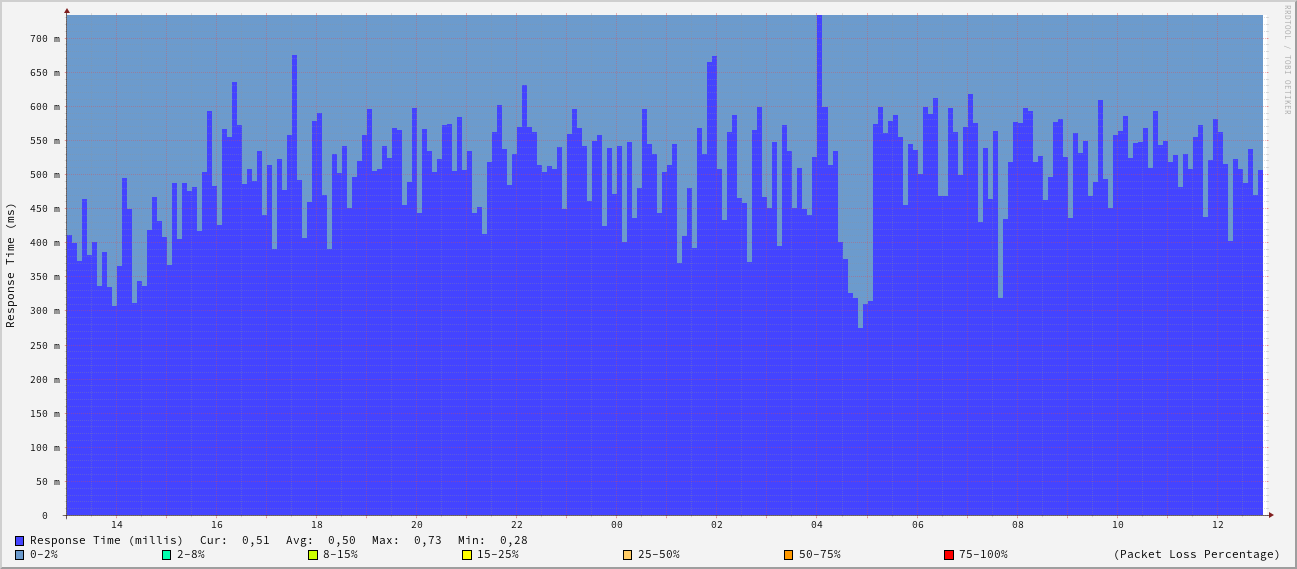 RRDTOOL / TOBI OETIKER
Response Time (ms)
700 m
650 m
600 m
550 m
500 m
450 m
400 m
350 m
300 m
250 m
200 m
150 m
100 m
50 m
0
14 16 18 20 22 00 02 04 06 08 10 12
Response Time (millis) Cur: 0,51 Avg: 0,50 Max: 0,73 Min: 0,28
0-2% 2-8% 8-15% 15-25% 25-50% 50-75% 75-100% (Packet Loss Percentage)